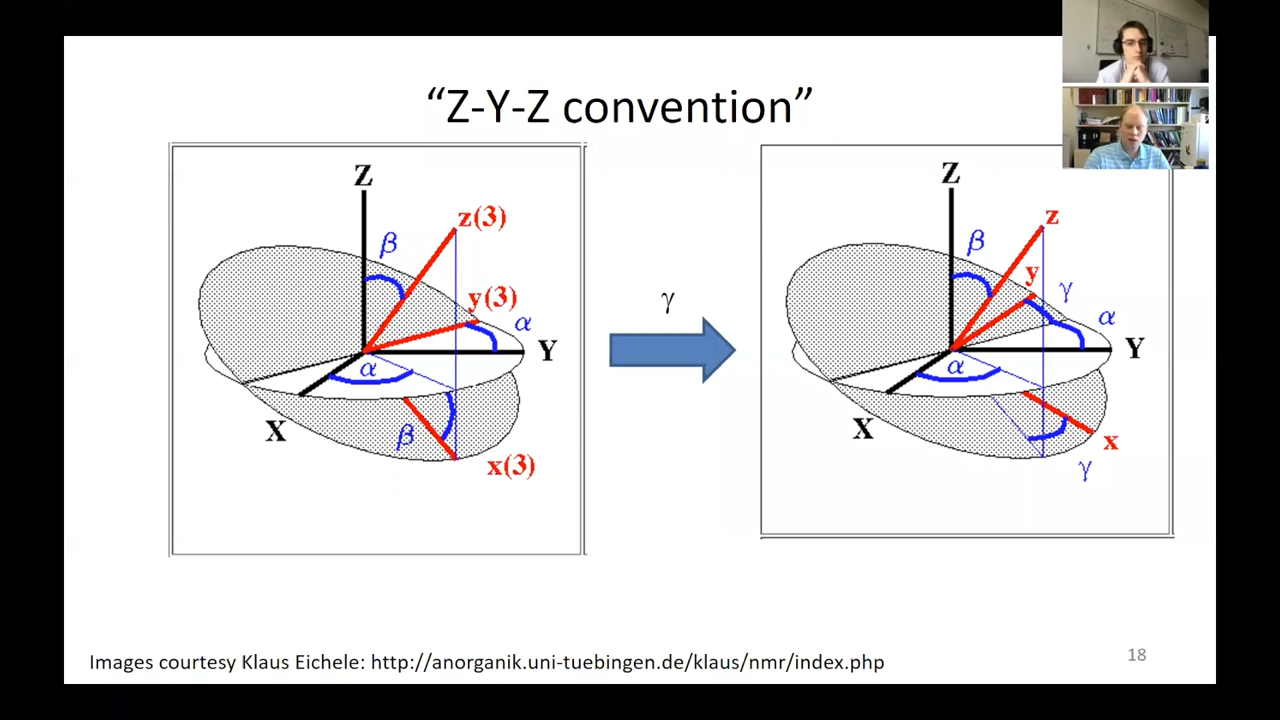 “Z-Y-Z convention”
Z
z(3)
β
y(3)
α
Y
α
X
β
x(3)
γ
Z
z
β
y
γ
α
Y
α
X
x
γ
Images courtesy Klaus Eichele: http://anorganik.uni-tuebingen.de/klaus/nmr/index.php
18